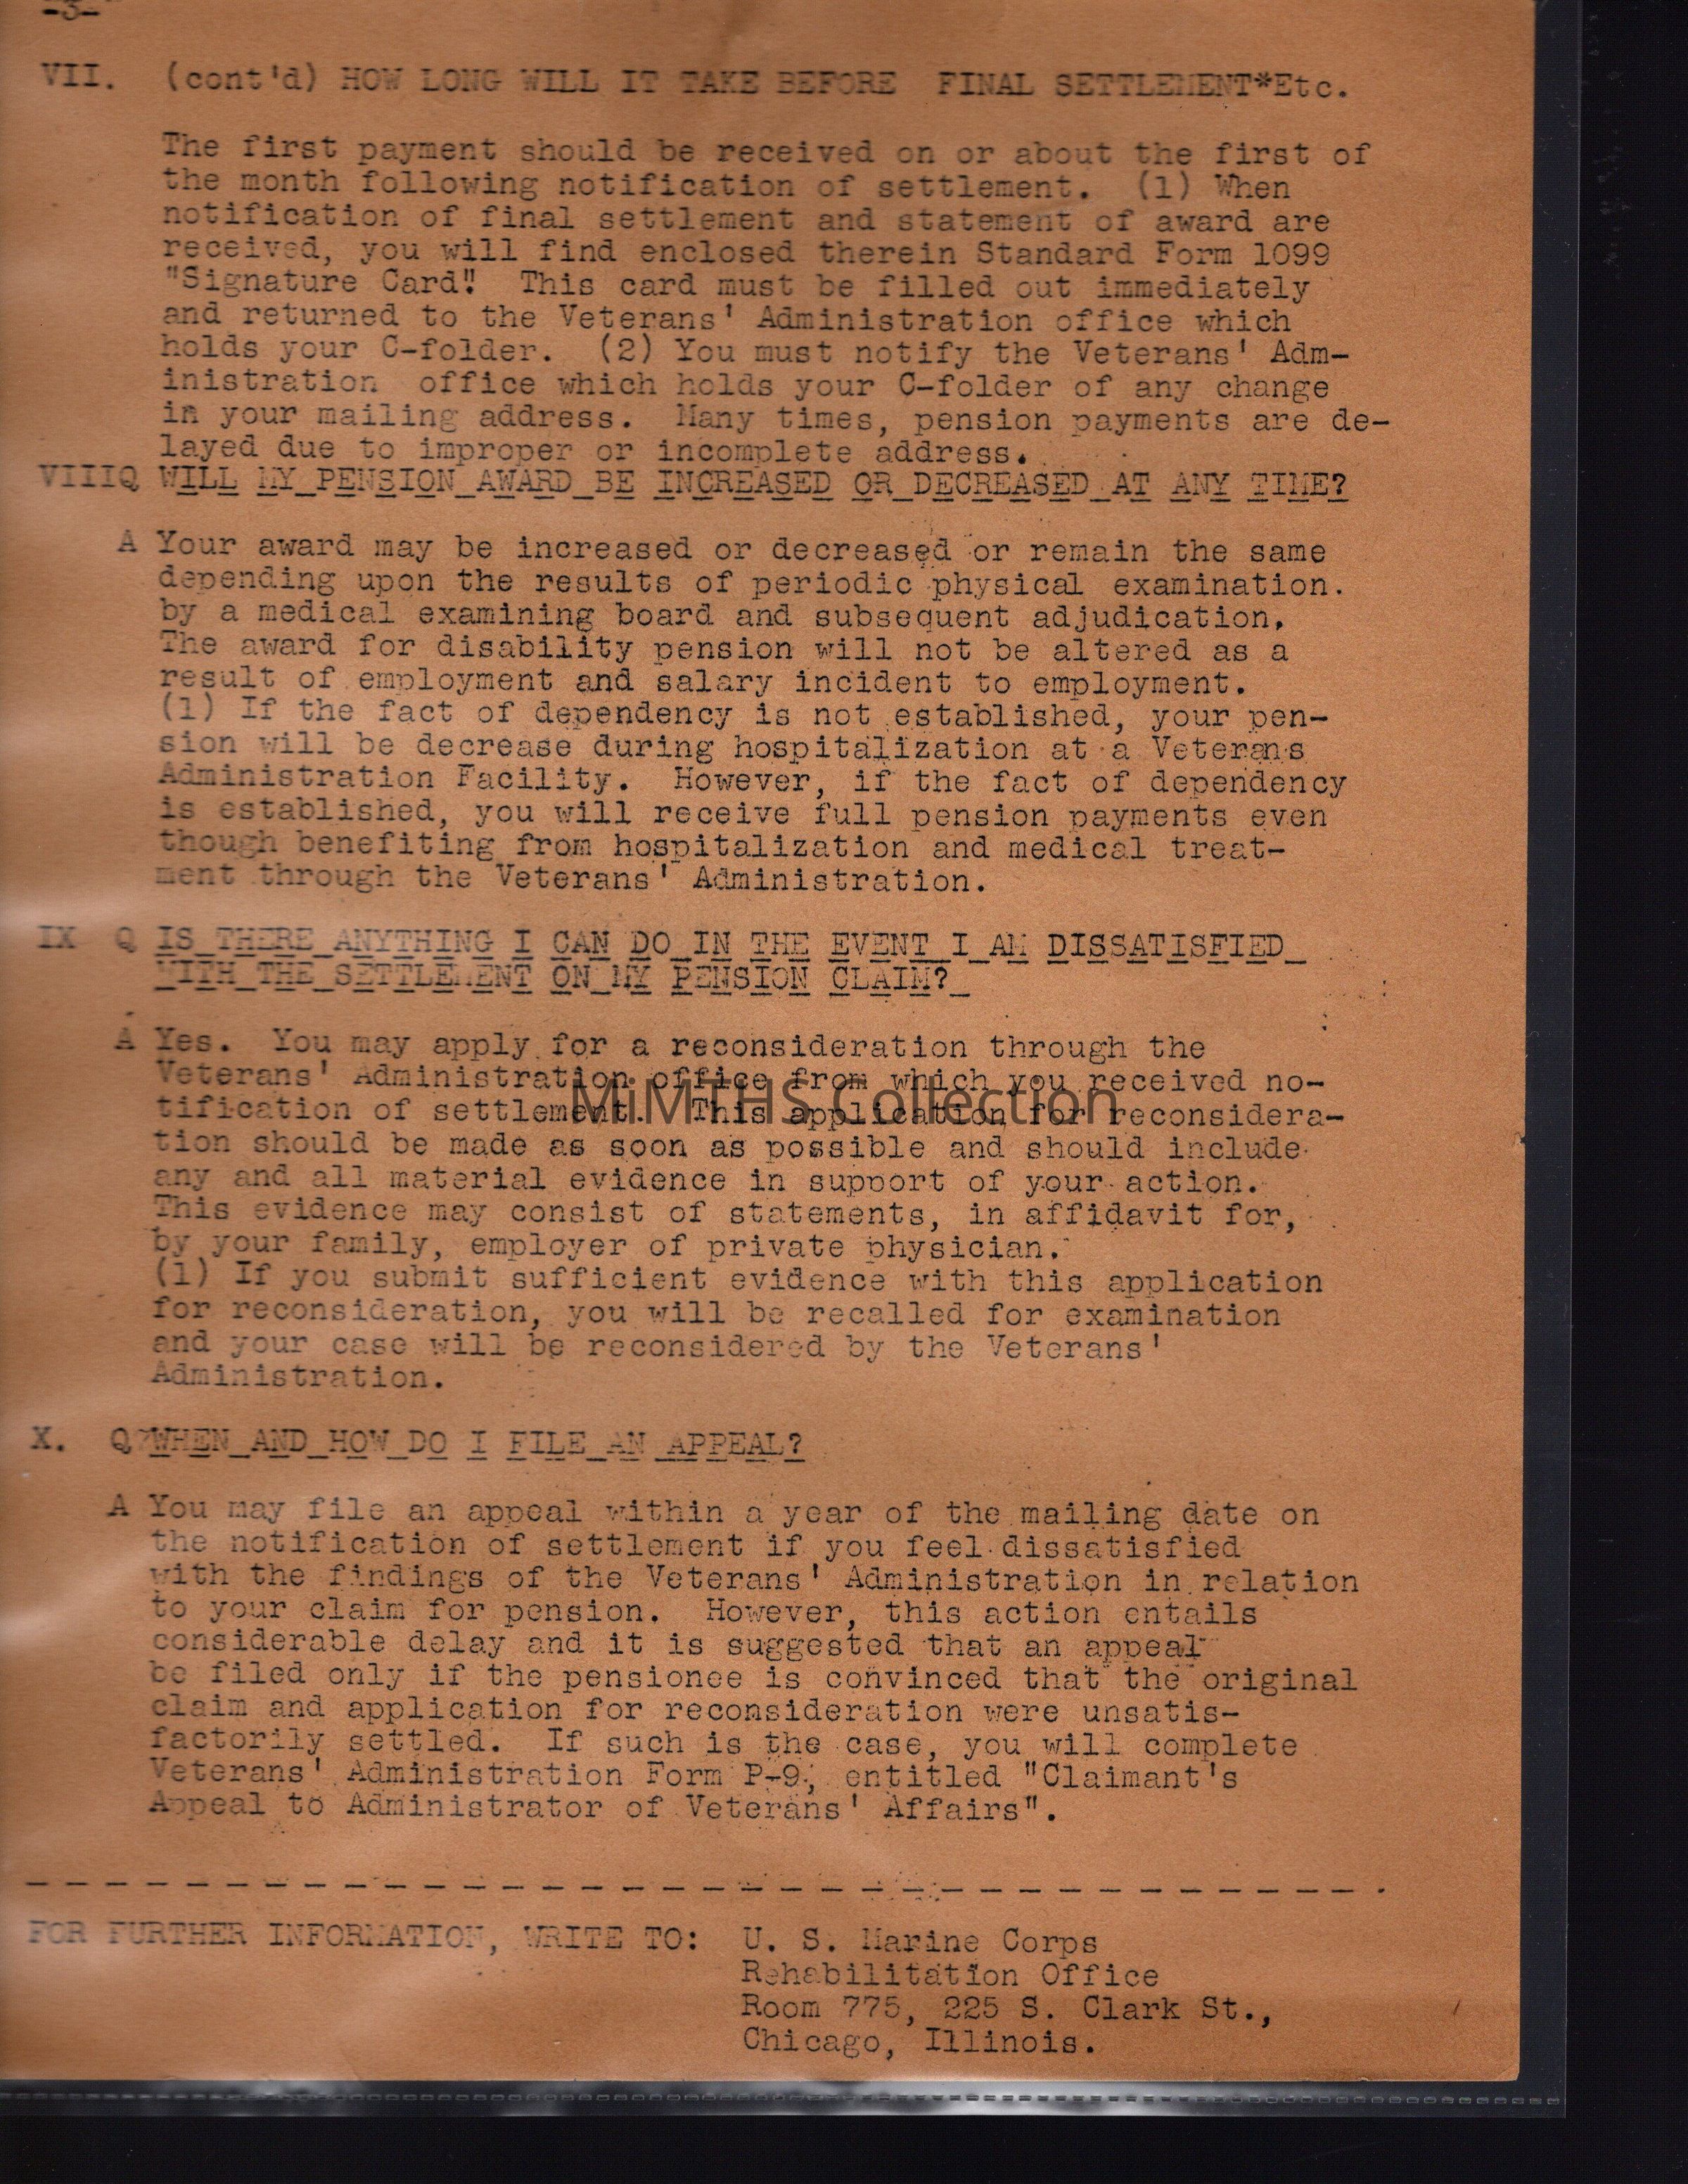 -3-
VII. (cont'd) HOW LONG WILL IT TAKE BEFORE FINAL SETTLEMENT*Etc.
The first payment should be received on or about the first of
the month following notification of settlement. (1) When
notification of final settlement and statement of award are
received, you will find enclosed therein Standard Form 1099
"Signature Card". This card must be filled out immediately
and returned to the Veterans' Administration office which
holds your C-folder. (2) You must notify the Veterans' Adm-
inistration office which holds your C-folder of any change
in your mailing address. Many times, pension payments are de-
layed due to improper or incomplete address.
VIIIQ WILL MY PENSION AWARD BE INCREASED OR DECREASED AT ANY TIME?
A Your award may be increased or decreased or remain the same
depending upon the results of periodic physical examination.
by a medical examining board and subsequent adjudication.
The award for disability pension will not be altered as a
result of employment and salary incident to employment.
(1) If the fact of dependency is not established, your pen-
sion will be decrease during hospitalization at a Veterans
Administration Facility. However, if the fact of dependency
is established, you will receive full pension payments even
though benefiting from hospitalization and medical treat-
ment through the Veterans' Administration.
IX Q IS THERE ANYTHING I CAN DO IN THE EVENT I AM DISSATISFIED
WITH THE SETTLEMENT ON MY PENSION CLAIM?
A Yes. You may apply for a reconsideration through the
Veterans' Administration office from which you received no-
tification of settlement. This application for reconsidera-
MiMTHS Collection
tion should be made as soon as possible and should include
any and all material evidence in support of your action.
This evidence may consist of statements, in affidavit for,
by your family, employer of private physician.
(1) If you submit sufficient evidence with this application
for reconsideration, you will be recalled for examination
and your case will be reconsidered by the Veterans'
Administration.
X. Q WHEN AND HOW DO I FILE AN APPEAL?
A You may file an appeal within a year of the mailing date on
the notification of settlement if you feel dissatisfied
with the findings of the Veterans' Administration in relation
to your claim for pension. However, this action entails
considerable delay and it is suggested that an appeal
be filed only if the pensionee is convinced that the original
claim and application for reconsideration were unsatis-
factorily settled. If such is the case, you will complete
Veterans' Administration Form P-9, entitled "Claimant's
Appeal to Administrator of Veterans' Affairs".
FOR FURTHER INFORMATION, WRITE TO: U. S. Marine Corps
Rehabilitation Office
Room 775, 225 S. Clark St.,
Chicago, Illinois.